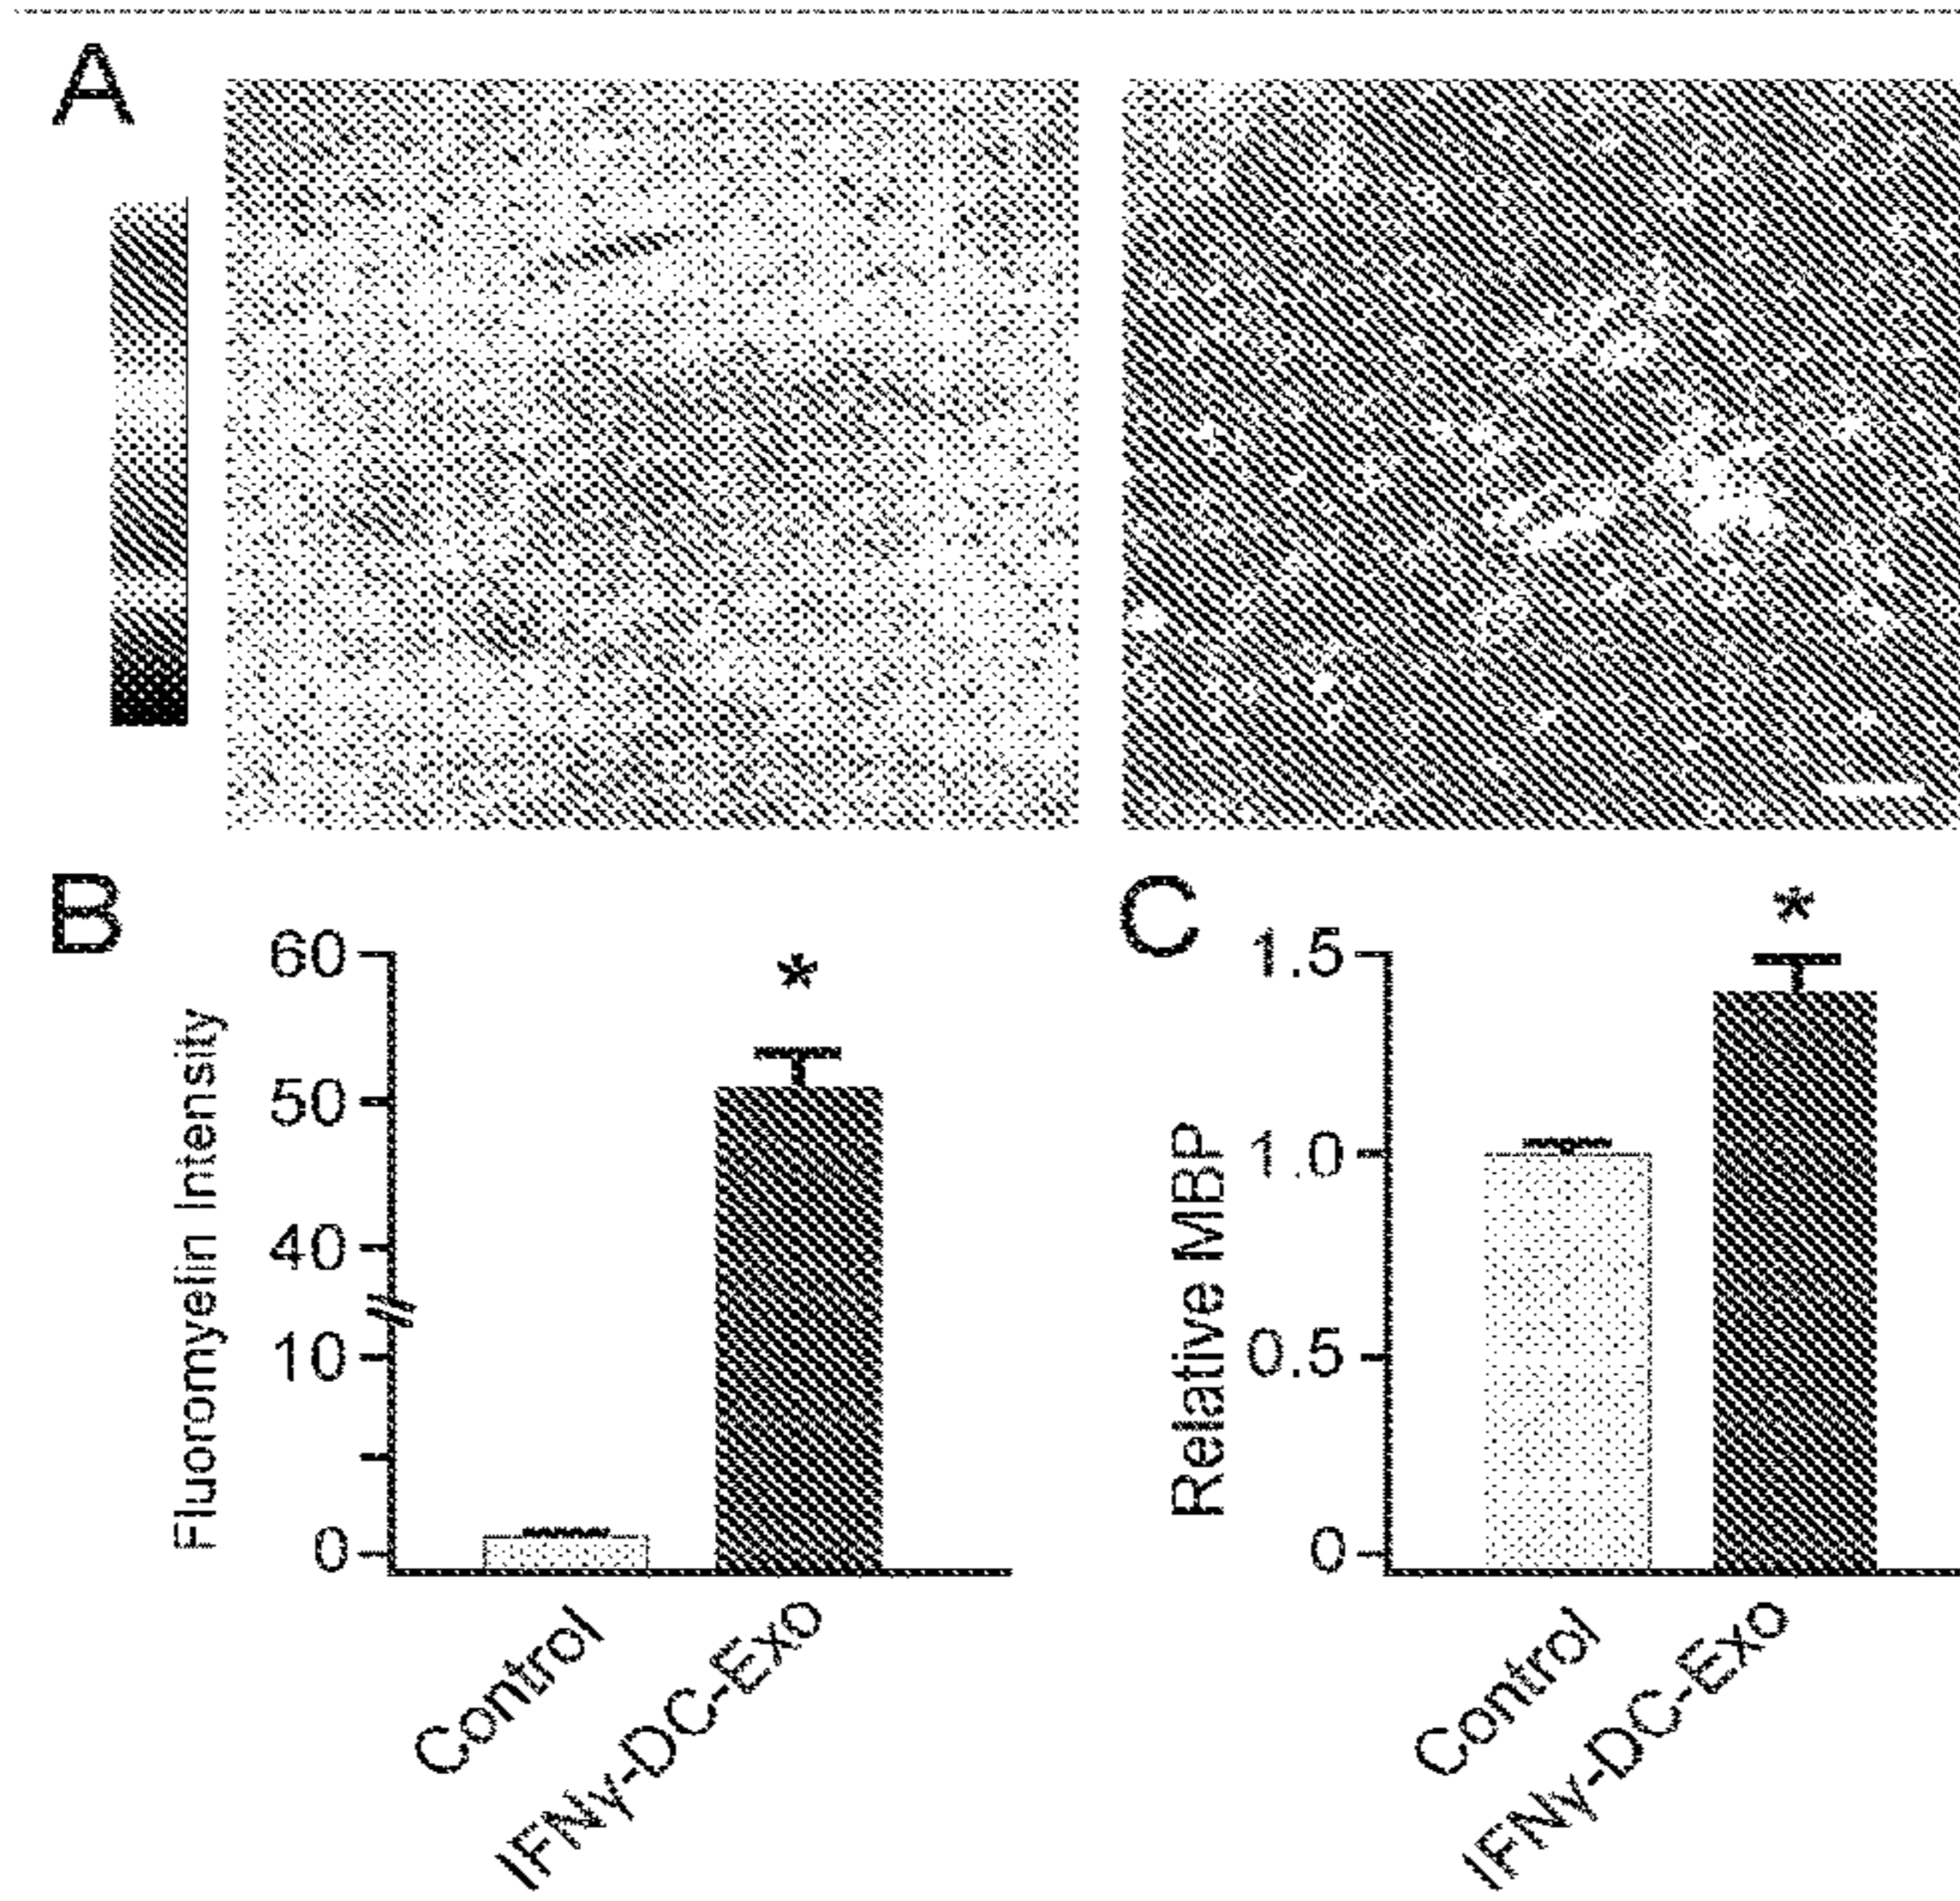 A
B
60
50
40
10
0
Fluoromyelin Intensity
*
Control
IFNγ-DC-Exo
C
1.5
1.0
0.5
0
Relative MBP
*
Control
IFNγ-DC-Exo